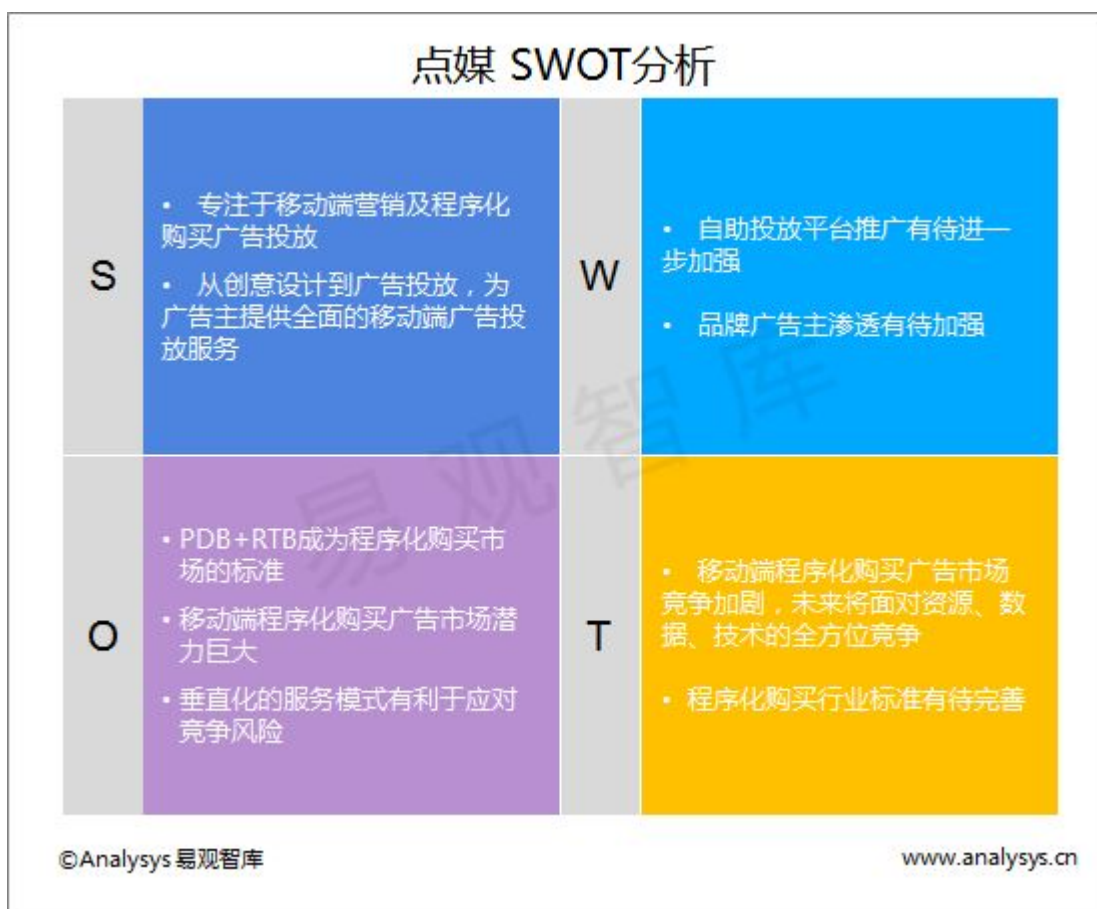 点媒 SWOT分析
S
• 专注于移动端营销及程序化
购买广告投放
• 从创意设计到广告投放，为
广告主提供全面的移动端广告投
放服务
W
• 自助投放平台推广有待进一
步加强
• 品牌广告主渗透有待加强
O
• PDB+RTB成为程序化购买市
场的标准
• 移动端程序化购买广告市场潜
力巨大
• 垂直化的服务模式有利于应对
竞争风险
T
• 移动端程序化购买广告市场
竞争加剧，未来将面对资源、数
据、技术的全方位竞争
• 程序化购买行业标准有待完善
易观智库
©Analysys 易观智库
www.analysys.cn